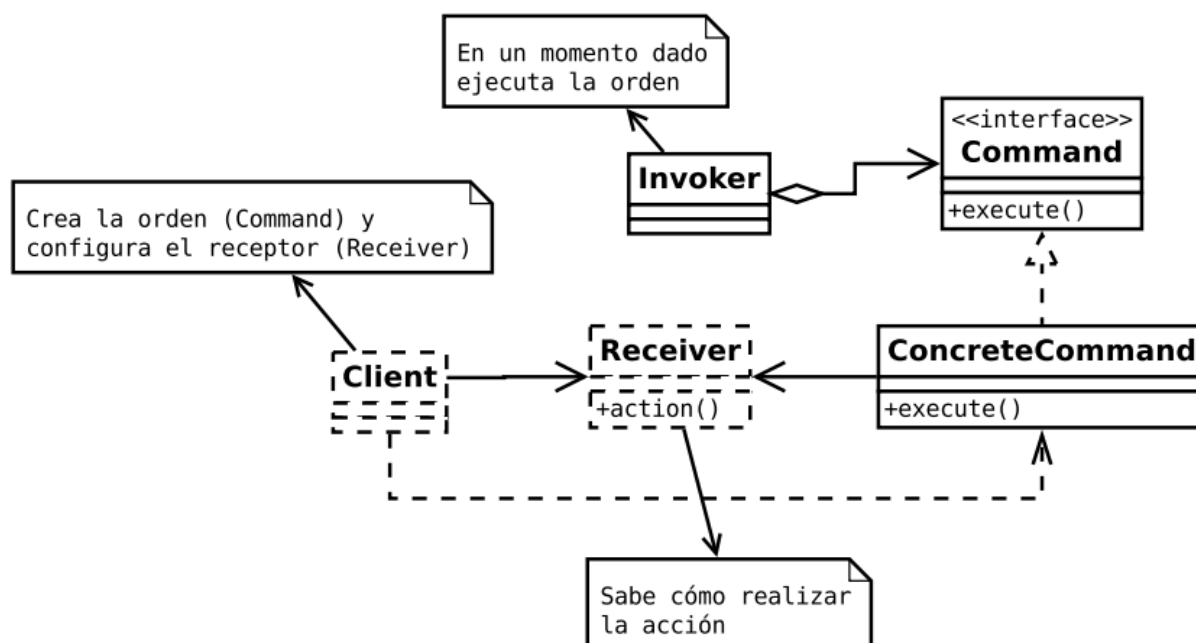 En un momento dado
ejecuta la orden
<<interface>>
Command
+execute()
Invoker
Crea la orden (Command) y
configura el receptor (Receiver)
Client
Receiver
+action()
ConcreteCommand
+execute()
Sabe cómo realizar
la acción